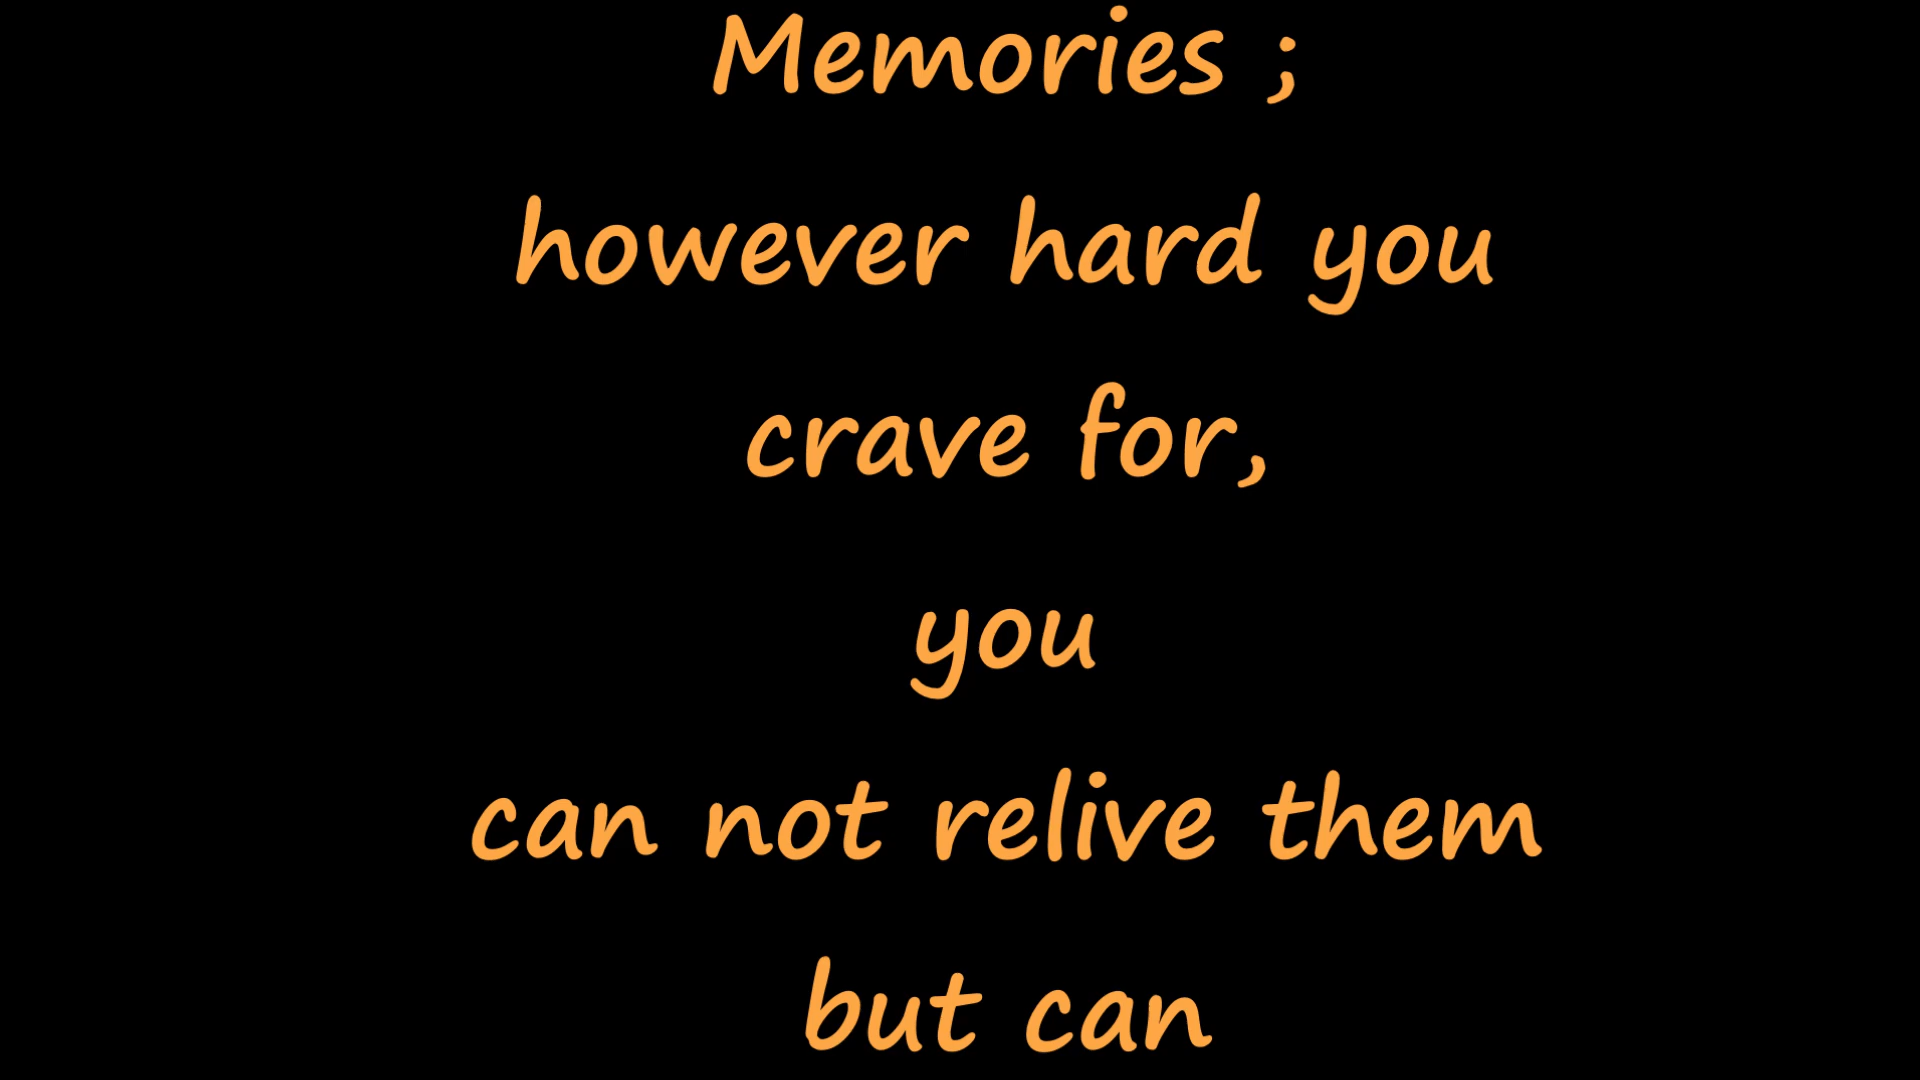 Memories ;
however hard you
crave for,
you
can not relive them
but can